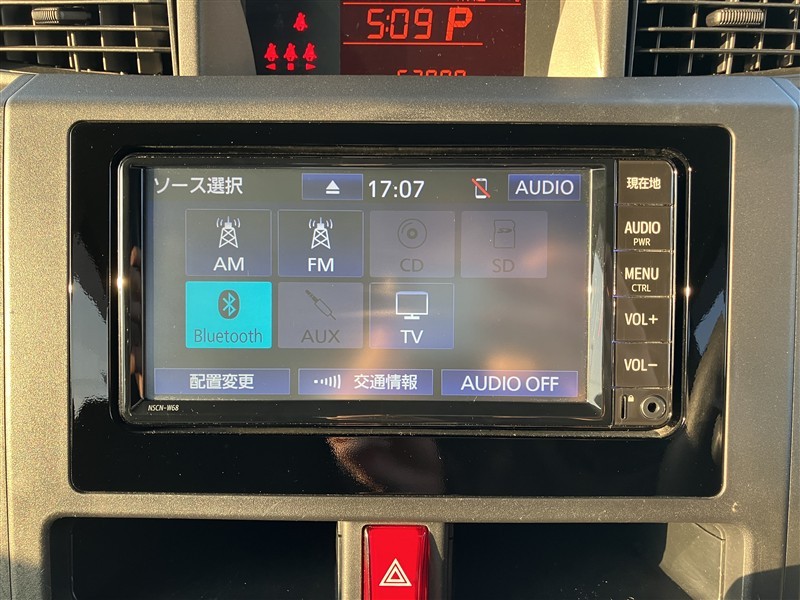 5:09 P
ソース選択
17:07
AUDIO
現在地
AM
FM
CD
SD
AUDIO
PWR
MENU
CTRL
Bluetooth
AUX
TV
VOL+
VOL−
配置変更
交通情報
AUDIO OFF
NSCN-W68